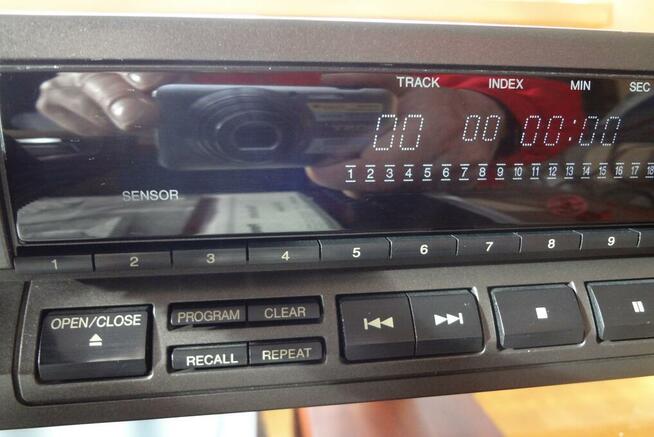 TRACK INDEX MIN SEC
00 00 00:00
1 2 3 4 5 6 7 8 9 10 11 12 13 14 15 16 17 18
SENSOR
1 2 3 4 5 6 7 8 9
OPEN/CLOSE PROGRAM CLEAR
RECALL REPEAT